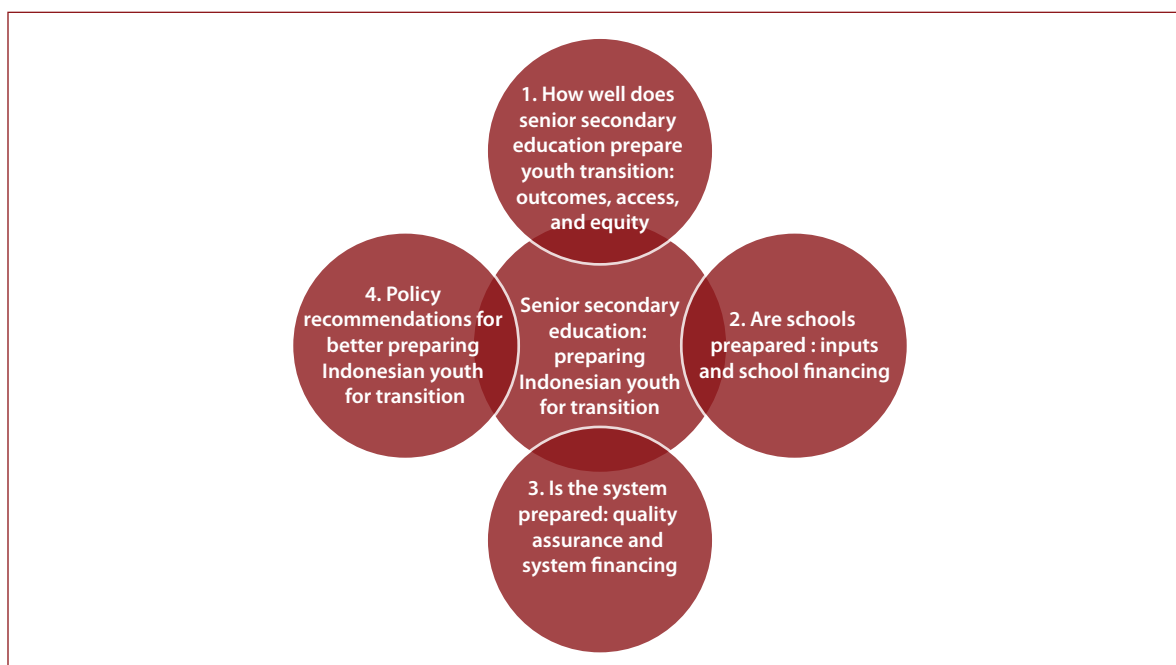 1. How well does
senior secondary
education prepare
youth transition:
outcomes, access,
and equity
4. Policy
recommendations for
better preparing
Indonesian youth
for transition
Senior secondary
education:
preparing
Indonesian youth
for transition
2. Are schools
preapared : inputs
and school financing
3. Is the system
prepared: quality
assurance and
system financing